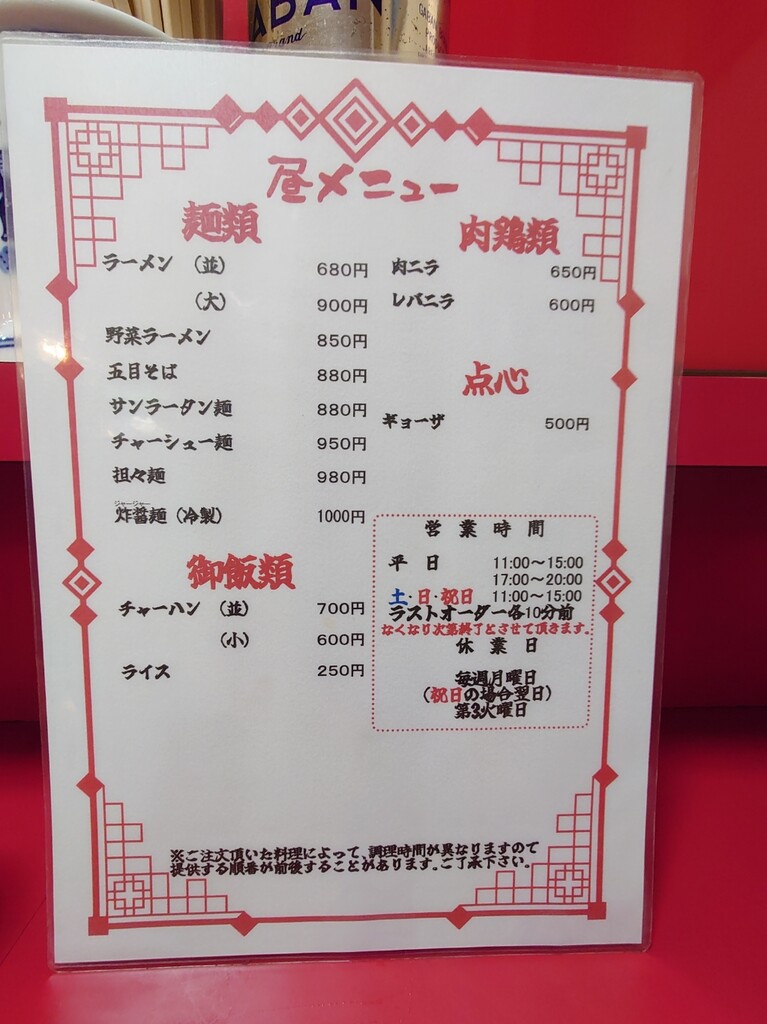 ABAN
昼メニュー
麺類
ラーメン （並） 680円
（大） 900円
野菜ラーメン 850円
五目そば 880円
サンラータン麺 880円
チャーシュー麺 950円
担々麺 980円
ジャージャー
炸醤麺（冷製） 1000円
御飯類
チャーハン （並） 700円
（小） 600円
ライス 250円
肉鶏類
肉ニラ 650円
レバニラ 600円
点心
ギョーザ 500円
営業時間
平日 11:00～15:00
17:00～20:00
土・日・祝日 11:00～15:00
ラストオーダー各10分前
なくなり次第終了とさせて頂きます。
休業日
毎週月曜日
（祝日の場合翌日）
第3火曜日
※ご注文頂いた料理によって、調理時間が異なりますので
提供する順番が前後することがあります。ご了承下さい。